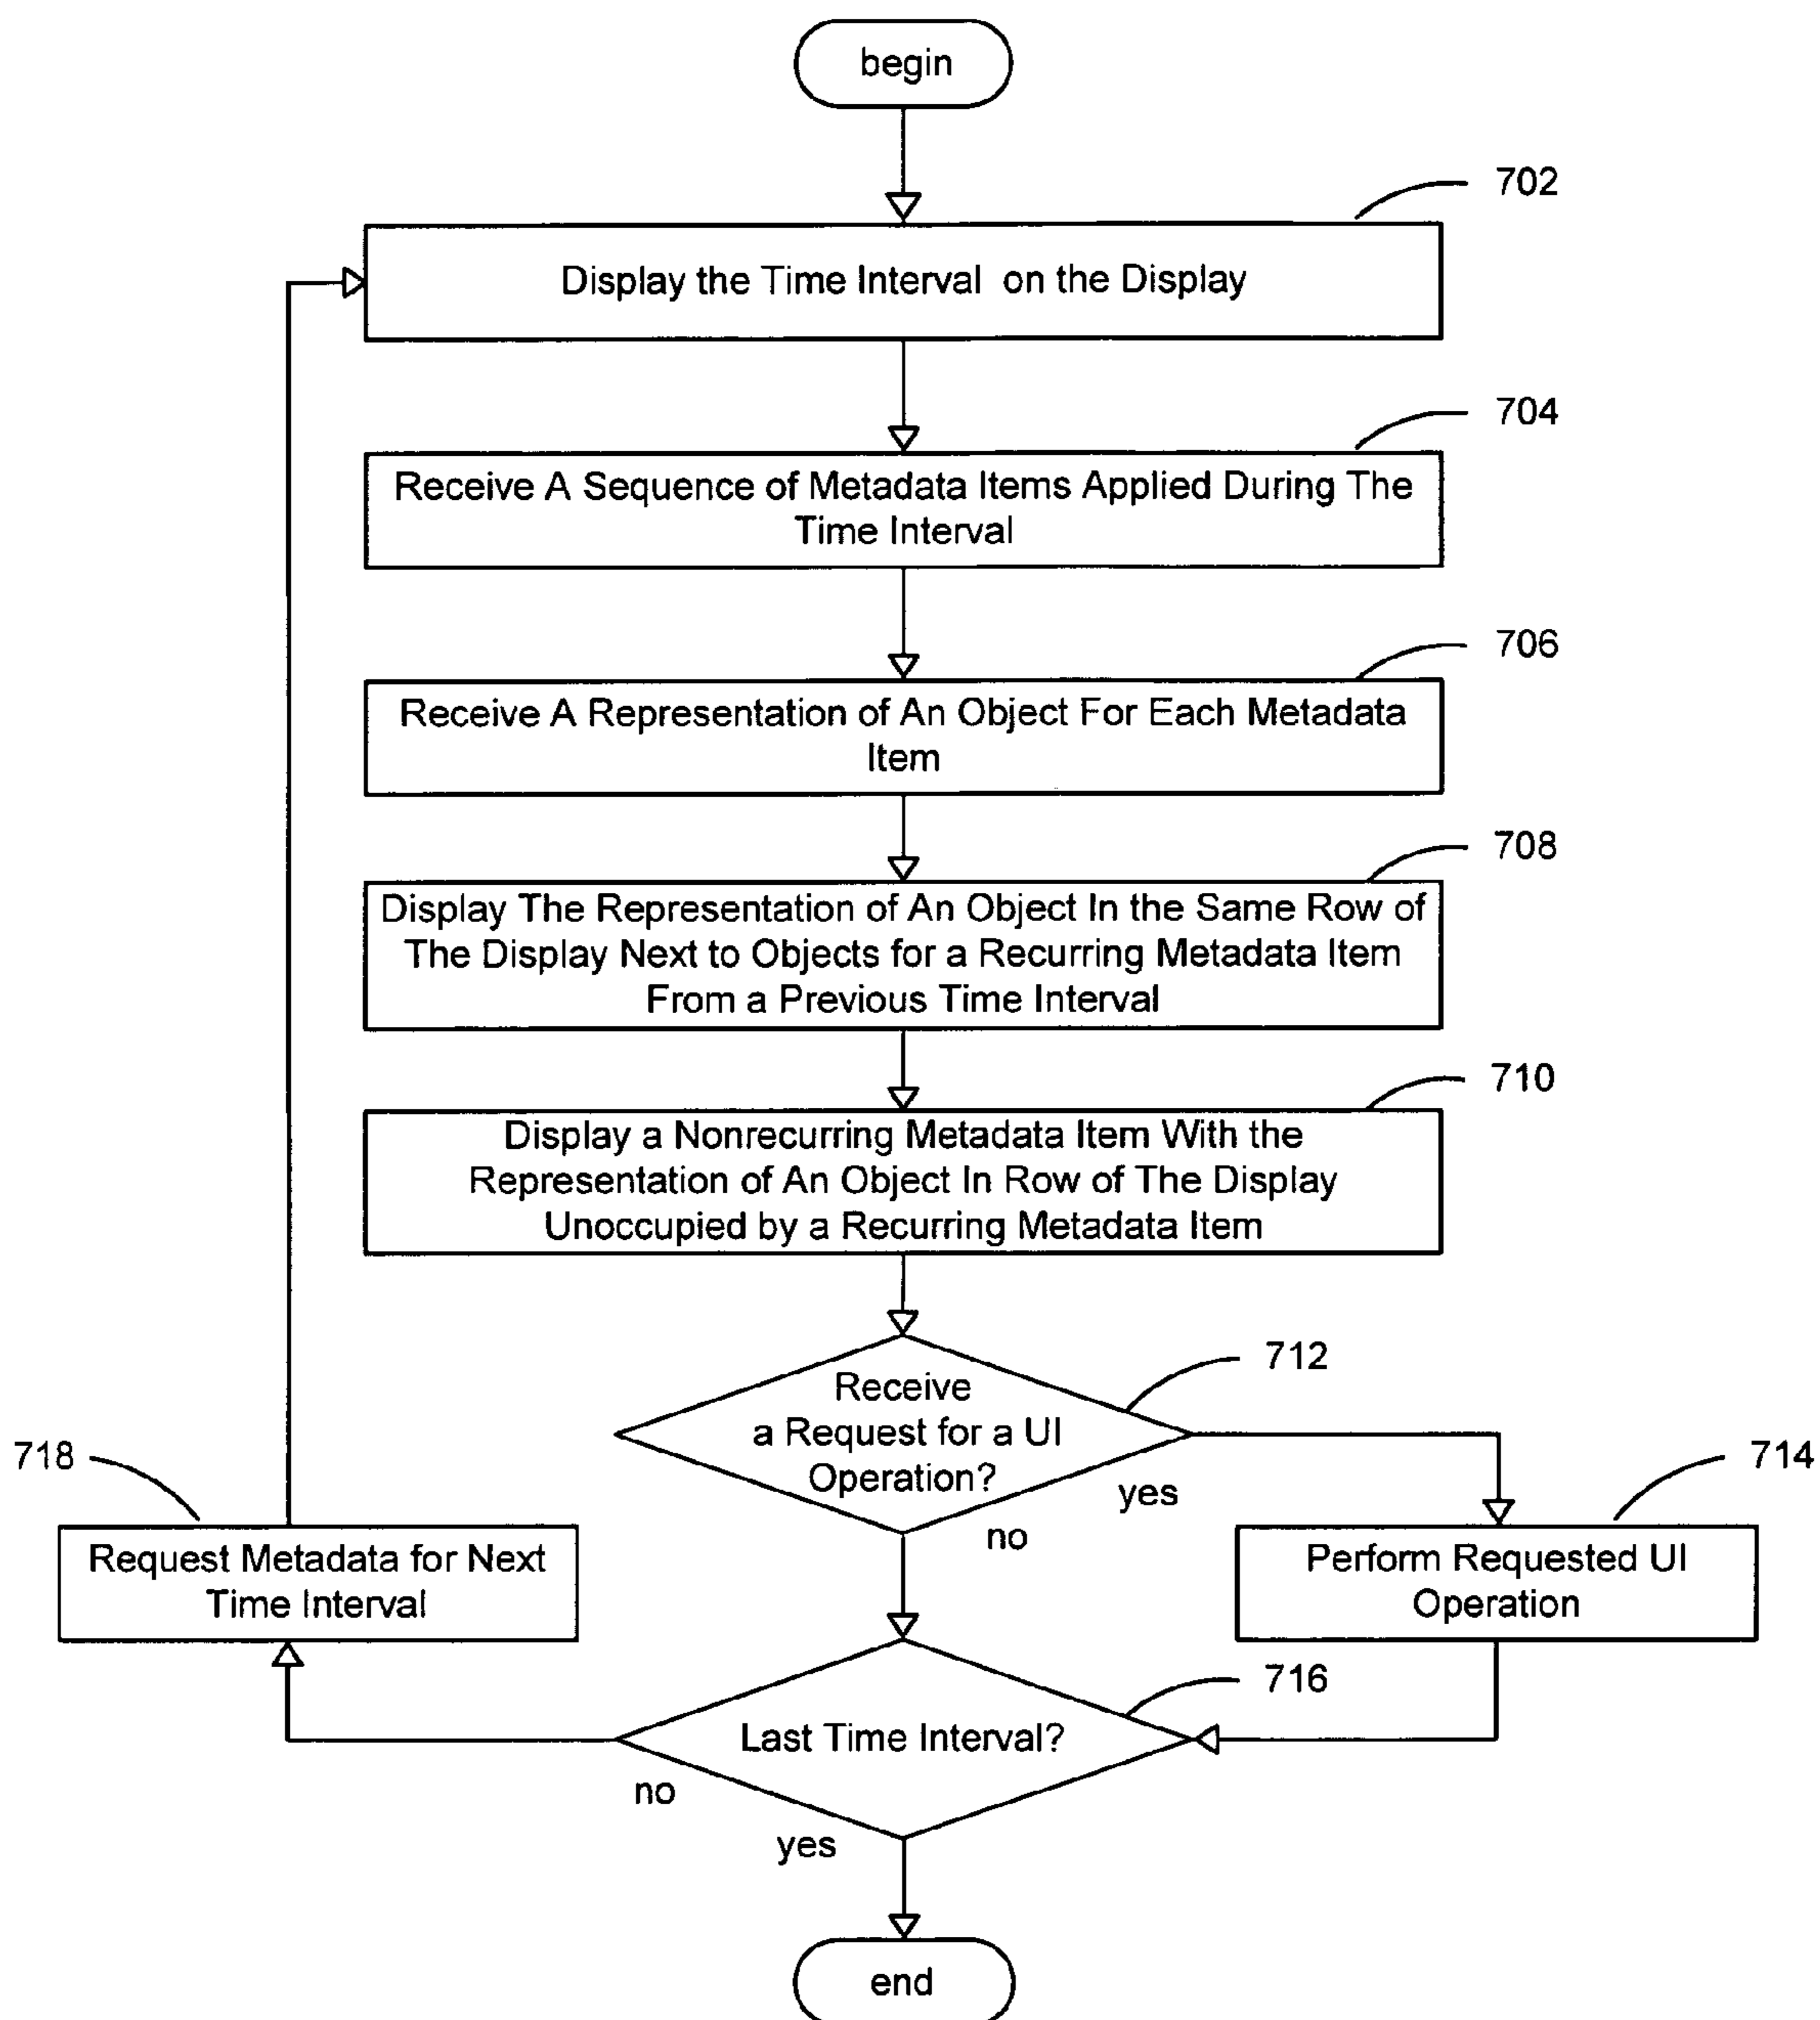 begin
702
Display the Time Interval on the Display
704
Receive A Sequence of Metadata Items Applied During The
Time Interval
706
Receive A Representation of An Object For Each Metadata
Item
708
Display The Representation of An Object In the Same Row of
The Display Next to Objects for a Recurring Metadata Item
From a Previous Time Interval
710
Display a Nonrecurring Metadata Item With the
Representation of An Object In Row of The Display
Unoccupied by a Recurring Metadata Item
712
Receive
a Request for a UI
Operation?
yes
no
714
Perform Requested UI
Operation
718
Request Metadata for Next
Time Interval
716
Last Time Interval?
no
yes
end